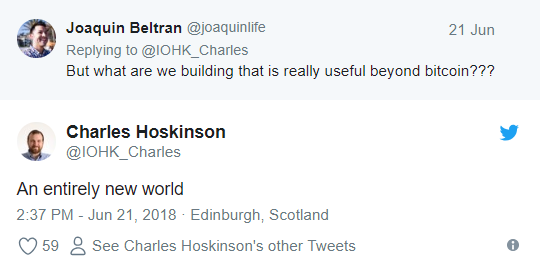 Joaquin Beltran @joaquinlife 21 Jun
Replying to @IOHK_Charles
But what are we building that is really useful beyond bitcoin???
Charles Hoskinson
@IOHK_Charles
An entirely new world
2:37 PM - Jun 21, 2018 · Edinburgh, Scotland
59 See Charles Hoskinson's other Tweets